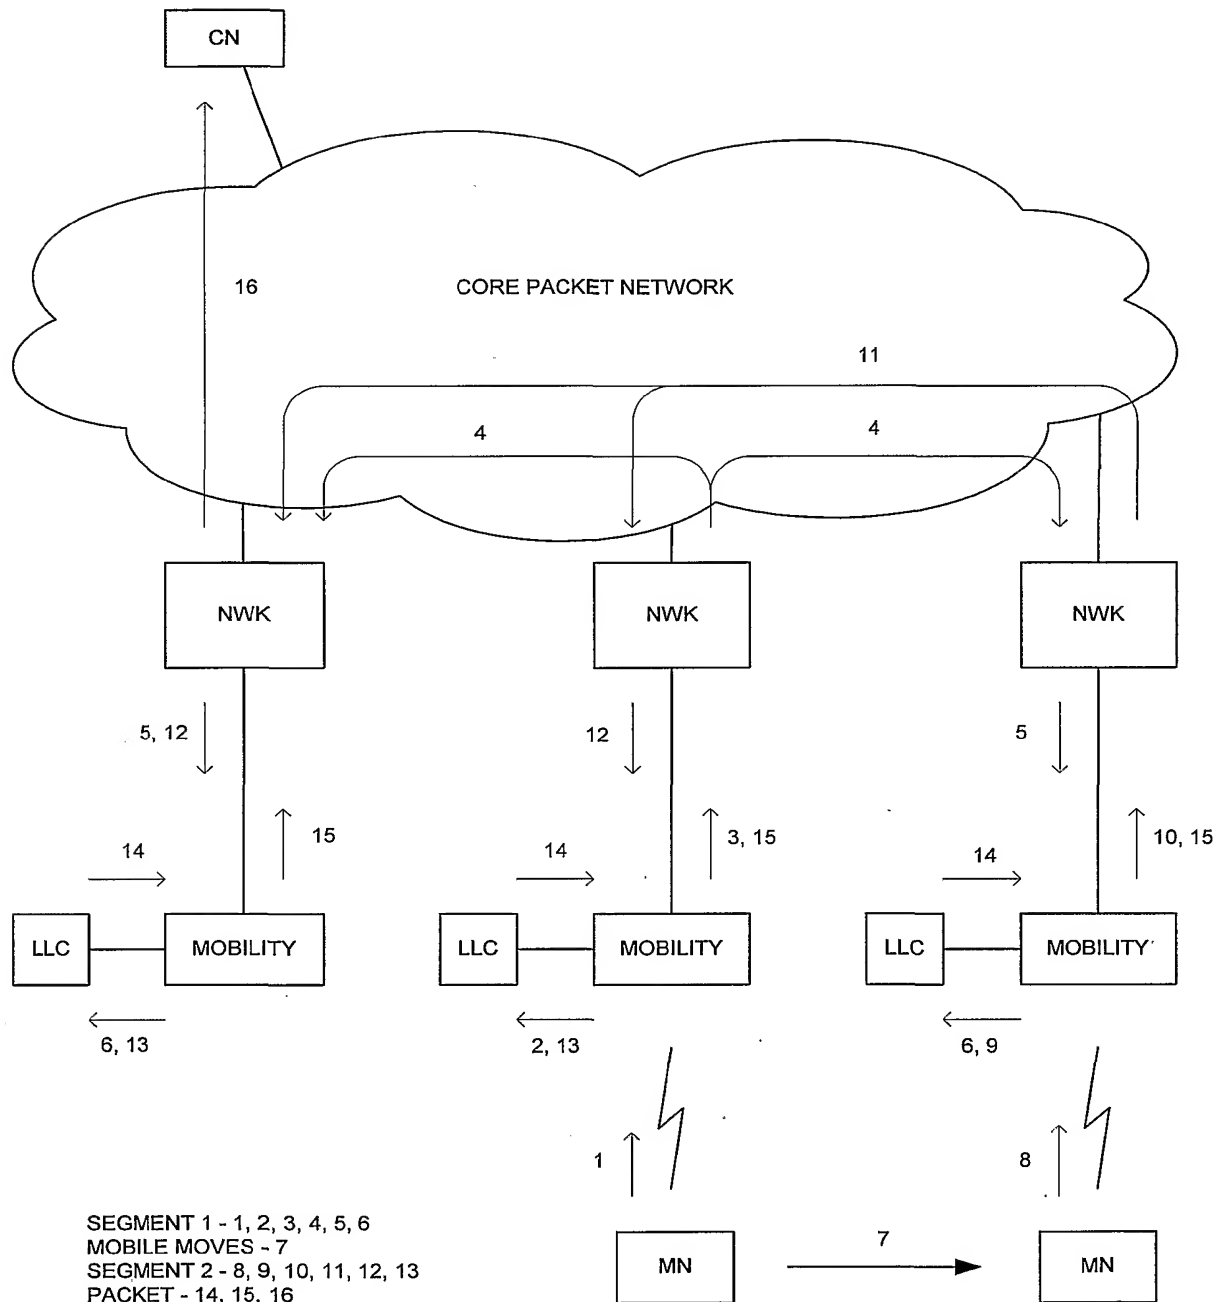 CN
16
CORE PACKET NETWORK
11
4
4
NWK
NWK
NWK
5, 12
12
5
15
3, 15
10, 15
14
14
14
LLC
MOBILITY
LLC
MOBILITY
LLC
MOBILITY
6, 13
2, 13
6, 9
1
8
SEGMENT 1 - 1, 2, 3, 4, 5, 6
MOBILE MOVES - 7
SEGMENT 2 - 8, 9, 10, 11, 12, 13
PACKET - 14, 15, 16
MN
7
MN